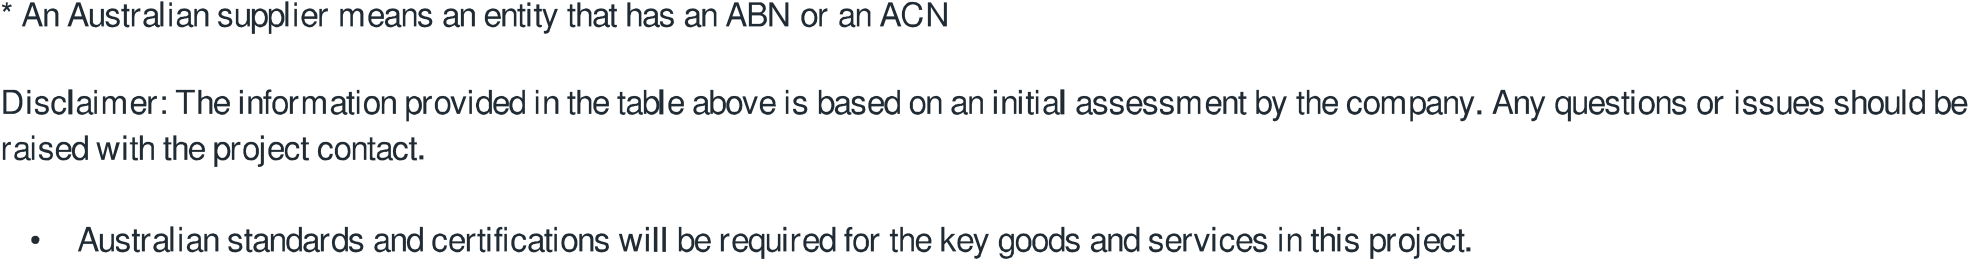 * An Australian supplier means an entity that has an ABN or an ACN
Disclaimer: The information provided in the table above is based on an initial assessment by the company. Any questions or issues should be
raised with the project contact.
• Australian standards and certifications will be required for the key goods and services in this project.